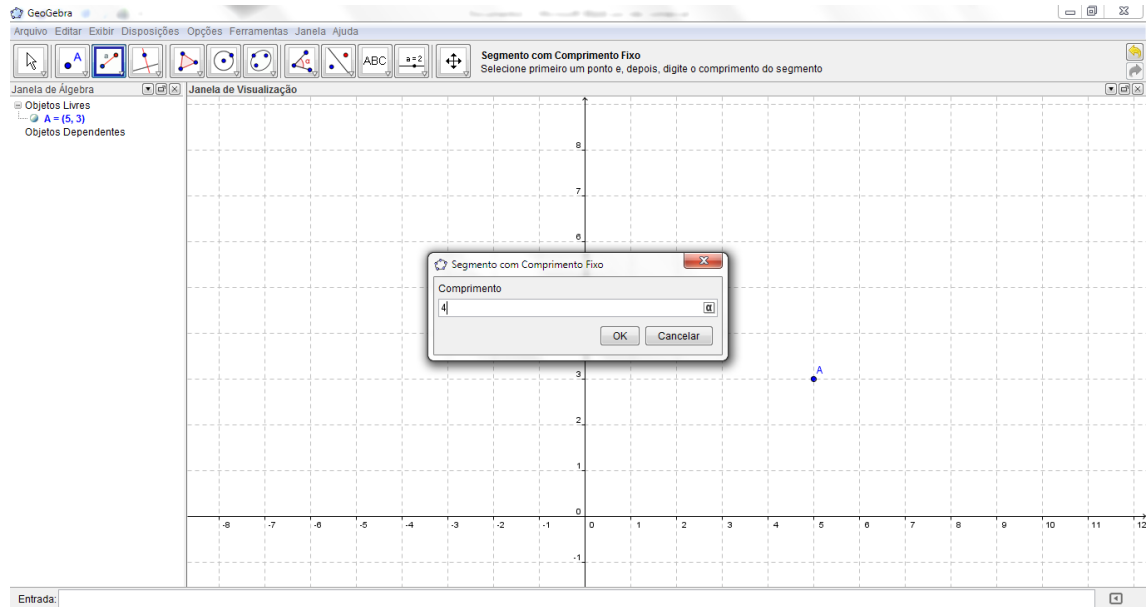 GeoGebra
Arquivo Editar Exibir Disposições Opções Ferramentas Janela Ajuda
A a ABC a = 2 Segmento com Comprimento Fixo
Selecione primeiro um ponto e, depois, digite o comprimento do segmento
Janela de Álgebra Janela de Visualização
Objetos Livres
A = (5, 3)
Objetos Dependentes
8
7
6
Segmento com Comprimento Fixo
Comprimento
4 α
OK Cancelar
3 A
2
1
0
-8 -7 -6 -5 -4 -3 -2 -1 0 1 2 3 4 5 6 7 8 9 10 11 12
-1
Entrada: